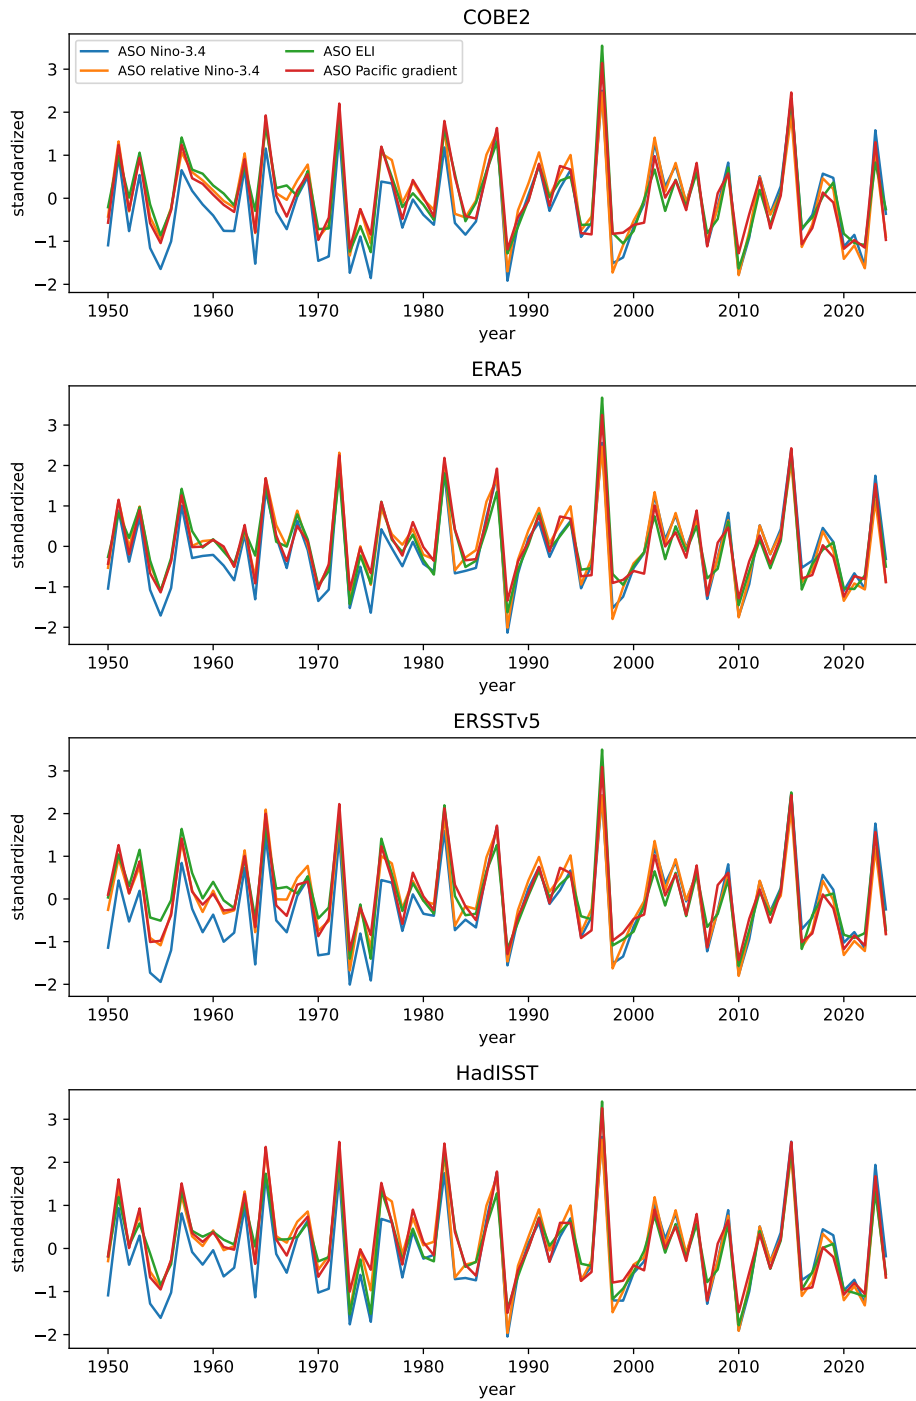 COBE2
ASO Nino-3.4
ASO relative Nino-3.4
ASO ELI
ASO Pacific gradient
standardized
3
2
1
0
−1
−2
1950 1960 1970 1980 1990 2000 2010 2020
year
ERA5
standardized
3
2
1
0
−1
−2
1950 1960 1970 1980 1990 2000 2010 2020
year
ERSSTv5
standardized
3
2
1
0
−1
−2
1950 1960 1970 1980 1990 2000 2010 2020
year
HadISST
standardized
3
2
1
0
−1
−2
1950 1960 1970 1980 1990 2000 2010 2020
year